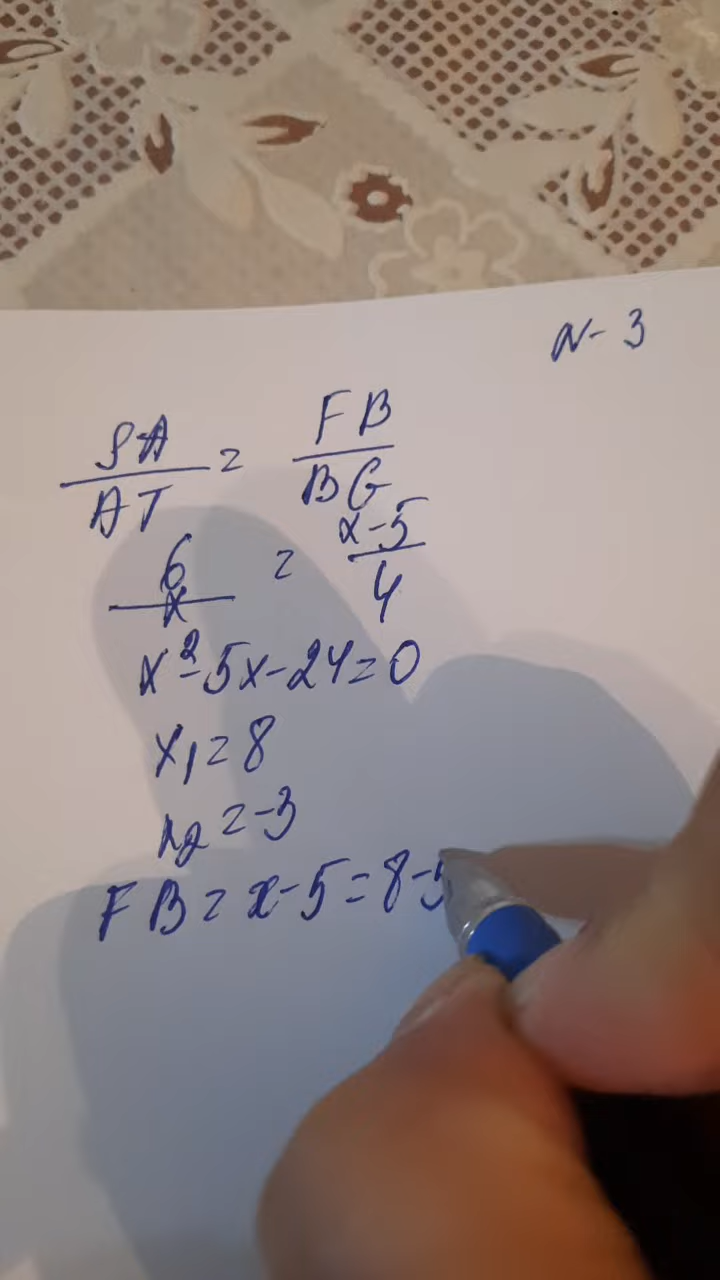 N-3
SA/AT = FB/BG
6/x = x-5/4
x²-5x-24=0
x₁=8
x₂=-3
FB=x-5=8-5